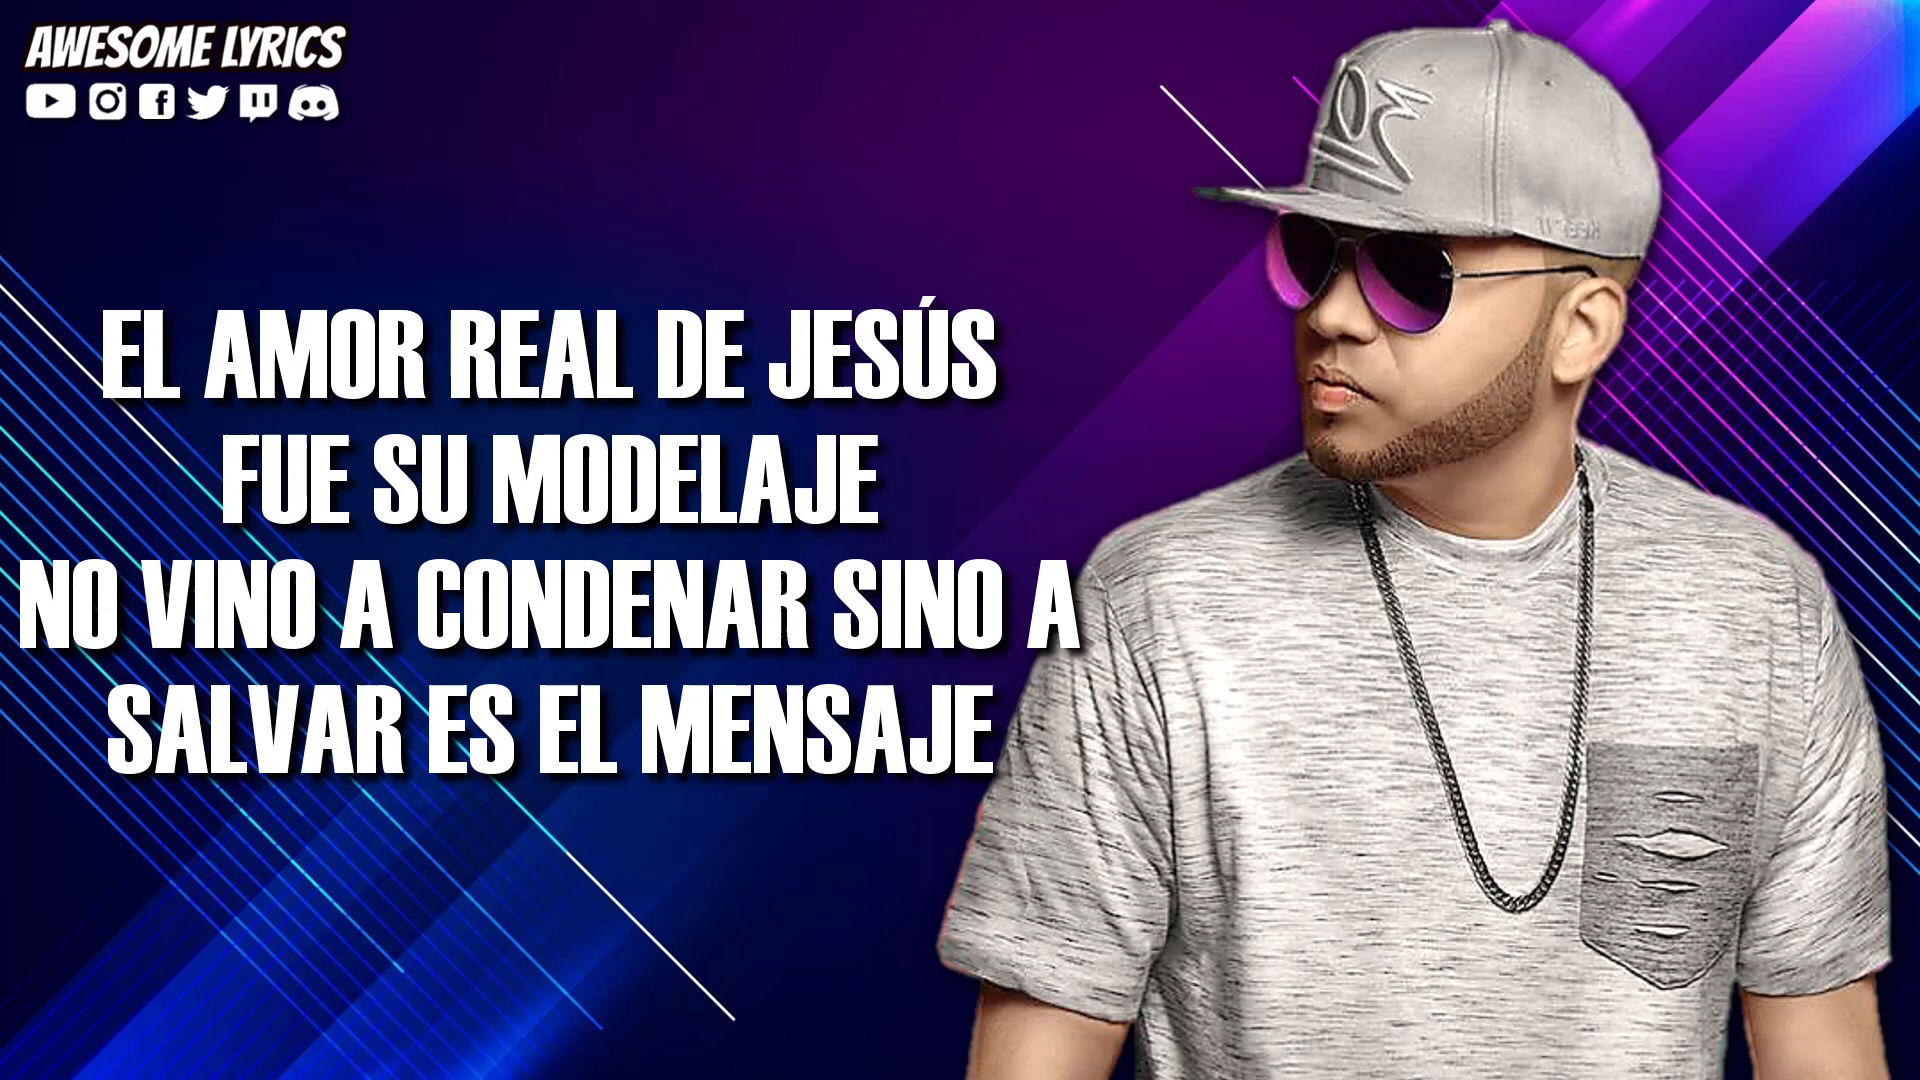 AWESOME LYRICS
EL AMOR REAL DE JESÚS
FUE SU MODELAJE
NO VINO A CONDENAR SINO A
SALVAR ES EL MENSAJE